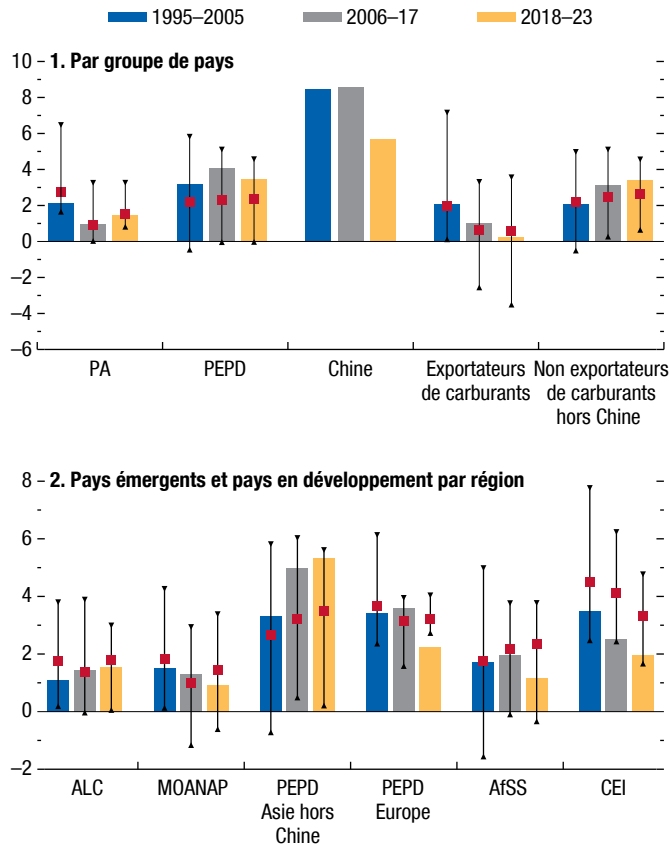 1995–2005 2006–17 2018–23
1. Par groupe de pays
10
8
6
4
2
0
−2
−4
−6
PA PEPD Chine Exportateurs Non exportateurs
de carburants de carburants
hors Chine
2. Pays émergents et pays en développement par région
8
6
4
2
0
−2
ALC MOANAP PEPD PEPD AfSS CEI
Asie hors Europe
Chine